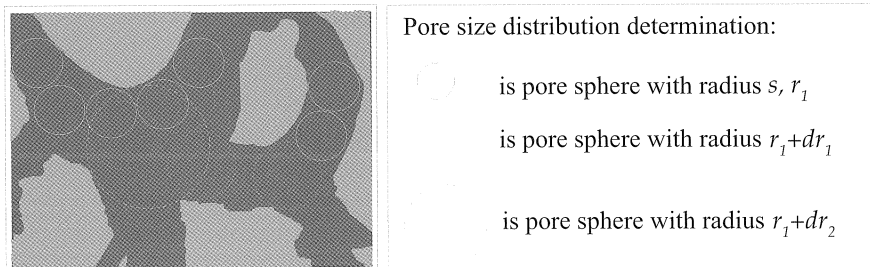 Pore size distribution determination:
is pore sphere with radius s, r1
is pore sphere with radius r1+dr1
is pore sphere with radius r1+dr2